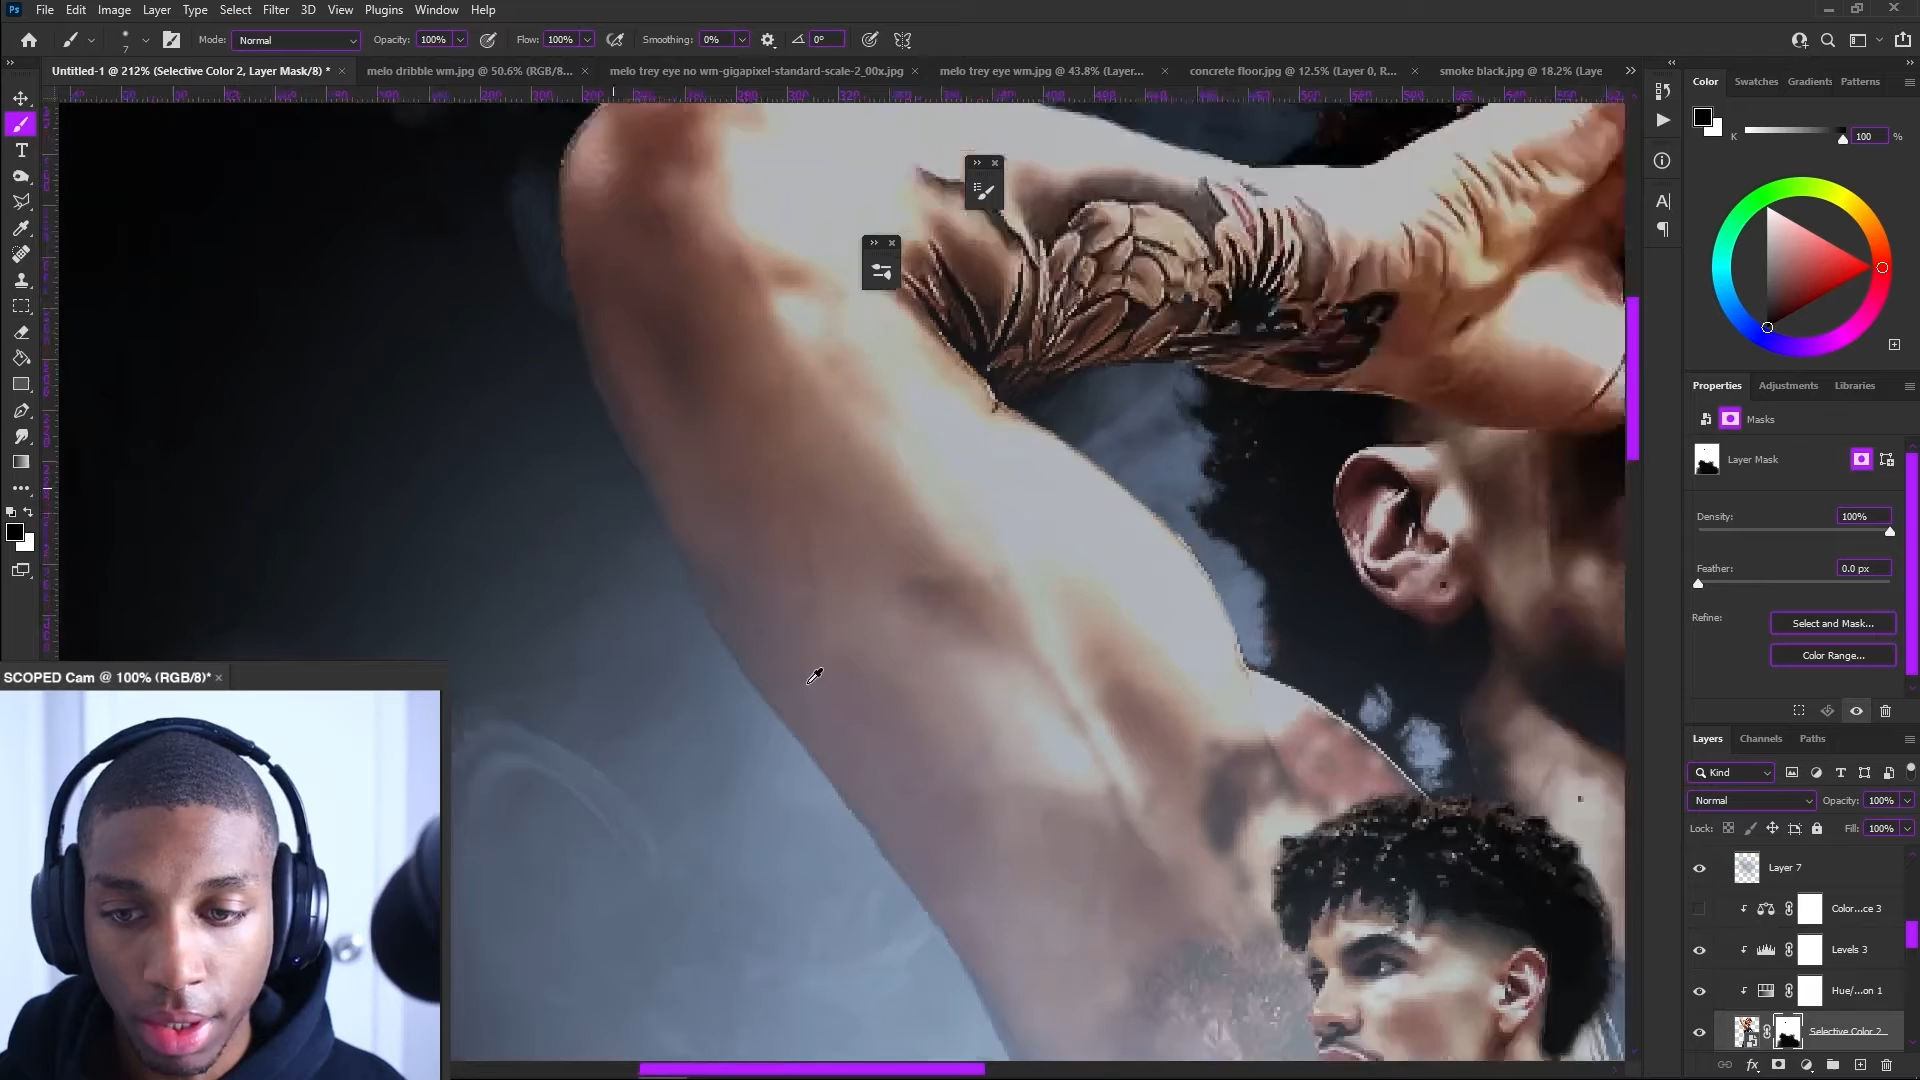 Ps File Edit Image Layer Type Select Filter 3D View Plugins Window Help
7 Mode: Normal Opacity: 100% Flow: 100% Smoothing: 0% 0°
Untitled-1 @ 212% (Selective Color 2, Layer Mask/8) * × melo dribble wm.jpg @ 50.6% (RGB/8... × melo trey eye no wm-gigapixel-standard-scale-2_00x.jpg × melo trey eye wm.jpg @ 43.8% (Layer... × concrete floor.jpg @ 12.5% (Layer 0, R... × smoke black.jpg @ 18.2% (Laye
Color Swatches Gradients Patterns
K 100 %
Properties Adjustments Libraries
Masks
Layer Mask
Density: 100%
Feather: 0.0 px
Refine: Select and Mask...
Color Range...
SCOPED Cam @ 100% (RGB/8)* ×
Layers Channels Paths
Kind
Normal Opacity: 100%
Lock: Fill: 100%
Layer 7
Color...ce 3
Levels 3
Hue/...on 1
Selective Color 2
fx